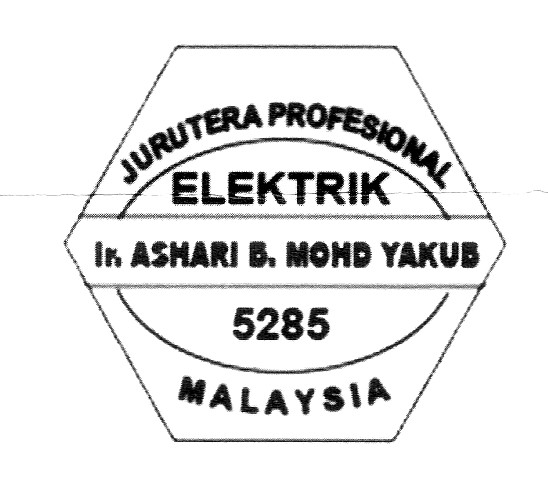 JURUTERA PROFESIONAL
ELEKTRIK
Ir. ASHARI B. MOHD YAKUB
5285
MALAYSIA